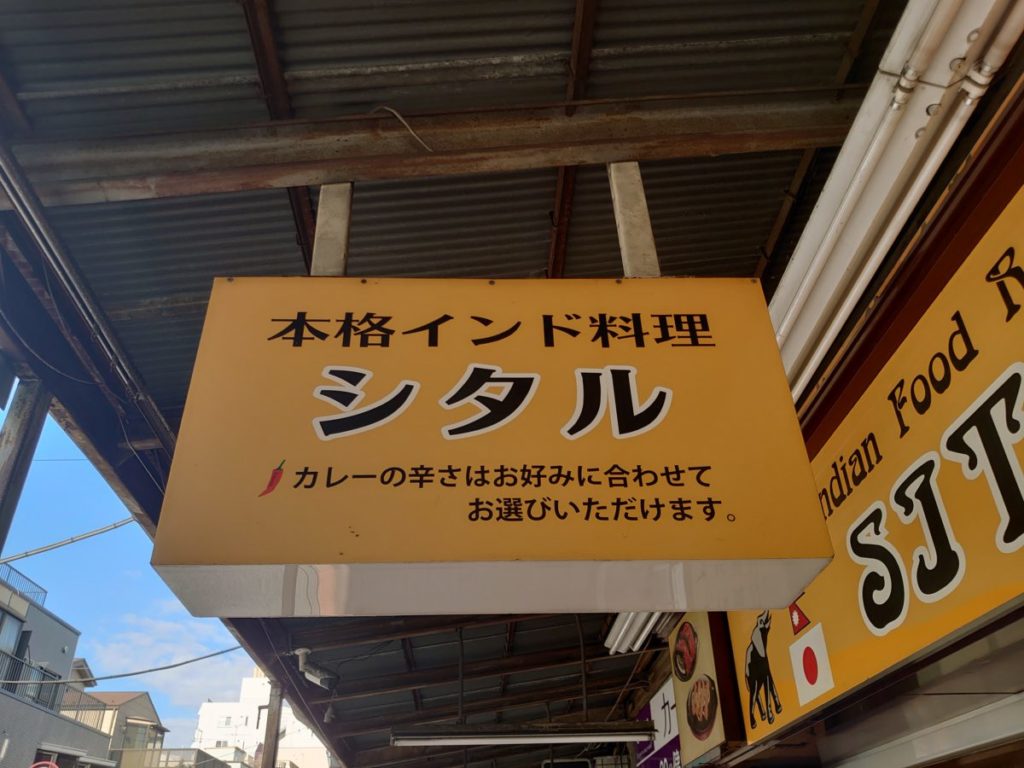 本格インド料理
シタル
カレーの辛さはお好みに合わせて
お選びいただけます。
Indian Food
SIT